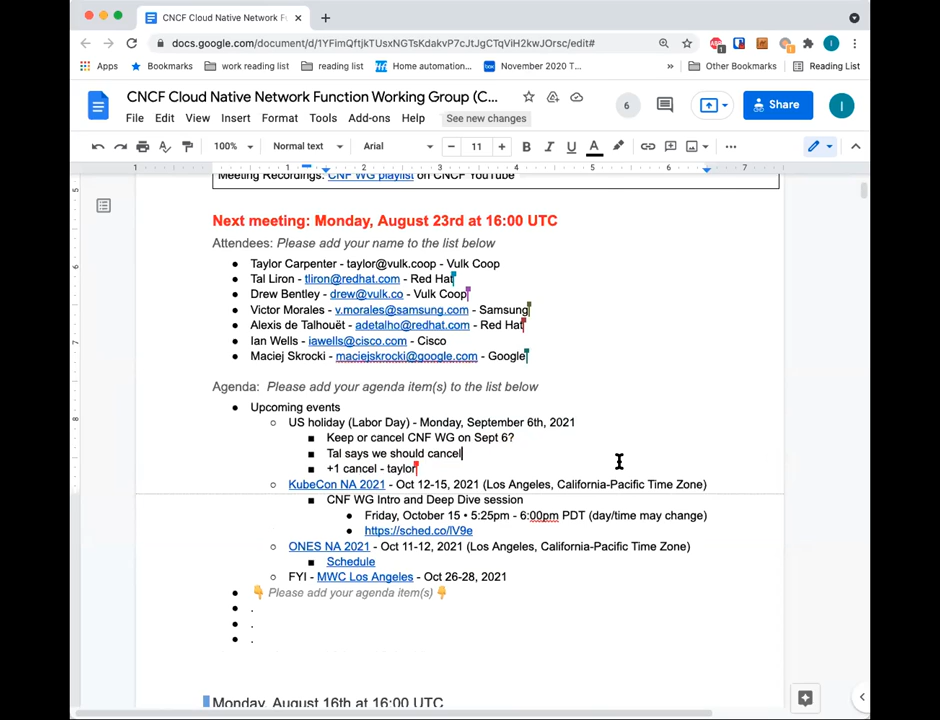 CNCF Cloud Native Network F
docs.google.com/document/d/1YFimQftjkTUsxNGTsKdakvP7cJtJgCTqViH2kwJOrsc/edit#
Apps
Bookmarks
work reading list
reading list
Home automation...
November 2020 T...
»
Other Bookmarks
Reading List
CNCF Cloud Native Network Function Working Group (C...
6
Share
I
File Edit View Insert Format Tools Add-ons Help See new changes
100% Normal text Arial − 11 + B I U A
1 1 2 3 4 5 6 7
Meeting Recordings: CNF WG playlist on CNCF YouTube
Next meeting: Monday, August 23rd at 16:00 UTC
Attendees: Please add your name to the list below
● Taylor Carpenter - taylor@vulk.coop - Vulk Coop
● Tal Liron - tliron@redhat.com - Red Hat
● Drew Bentley - drew@vulk.co - Vulk Coop
● Victor Morales - v.morales@samsung.com - Samsung
● Alexis de Talhouët - adetalho@redhat.com - Red Hat
● Ian Wells - iawells@cisco.com - Cisco
● Maciej Skrocki - maciejskrocki@google.com - Google
Agenda: Please add your agenda item(s) to the list below
● Upcoming events
○ US holiday (Labor Day) - Monday, September 6th, 2021
■ Keep or cancel CNF WG on Sept 6?
■ Tal says we should cancel
■ +1 cancel - taylor
○ KubeCon NA 2021 - Oct 12-15, 2021 (Los Angeles, California-Pacific Time Zone)
■ CNF WG Intro and Deep Dive session
● Friday, October 15 • 5:25pm - 6:00pm PDT (day/time may change)
● https://sched.co/lV9e
○ ONES NA 2021 - Oct 11-12, 2021 (Los Angeles, California-Pacific Time Zone)
■ Schedule
○ FYI - MWC Los Angeles - Oct 26-28, 2021
● 👇 Please add your agenda item(s) 👇
● .
● .
● .
Monday, August 16th at 16:00 UTC